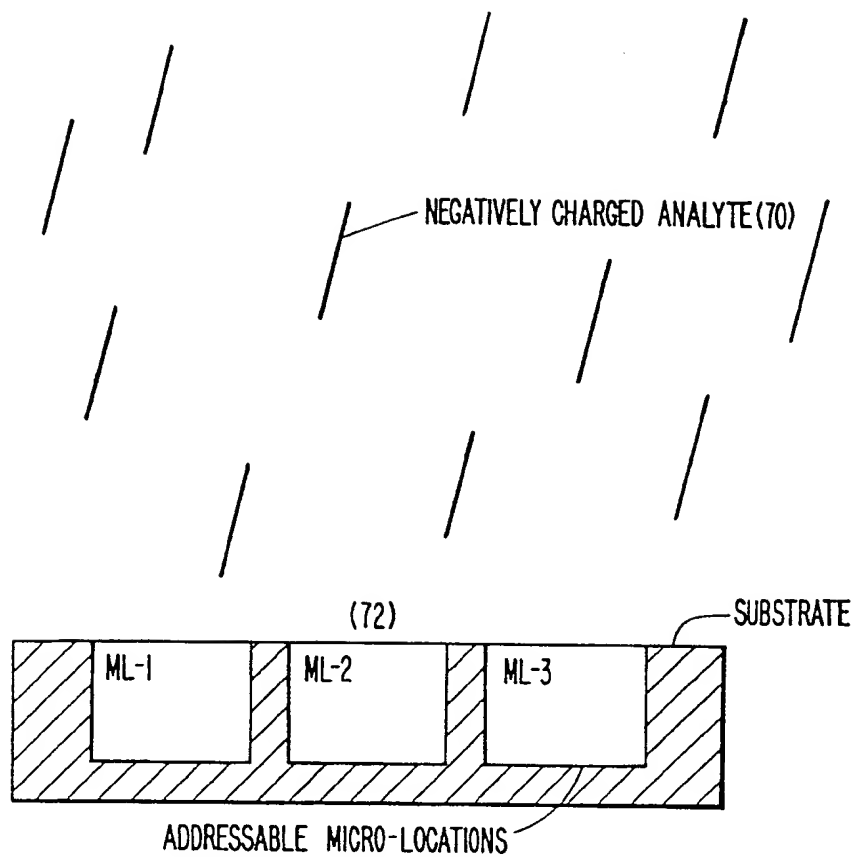 NEGATIVELY CHARGED ANALYTE(70)
(72)
SUBSTRATE
ML-1
ML-2
ML-3
ADDRESSABLE MICRO-LOCATIONS